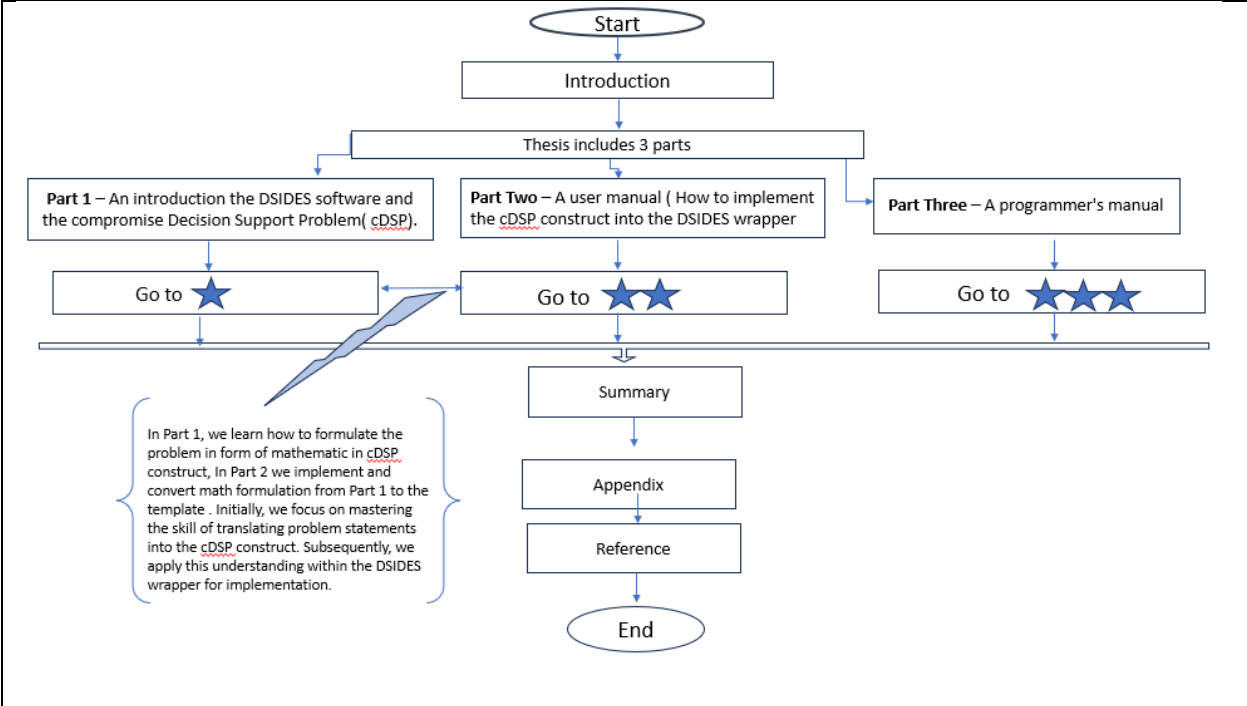 Start
Introduction
Thesis includes 3 parts
Part 1 – An introduction the DSIDES software and
the compromise Decision Support Problem( cDSP).
Part Two – A user manual ( How to implement
the cDSP construct into the DSIDES wrapper
Part Three – A programmer's manual
Go to
Go to
Go to
Summary
In Part 1, we learn how to formulate the
problem in form of mathematic in cDSP
construct, In Part 2 we implement and
convert math formulation from Part 1 to the
template . Initially, we focus on mastering
the skill of translating problem statements
into the cDSP construct. Subsequently, we
apply this understanding within the DSIDES
wrapper for implementation.
Appendix
Reference
End